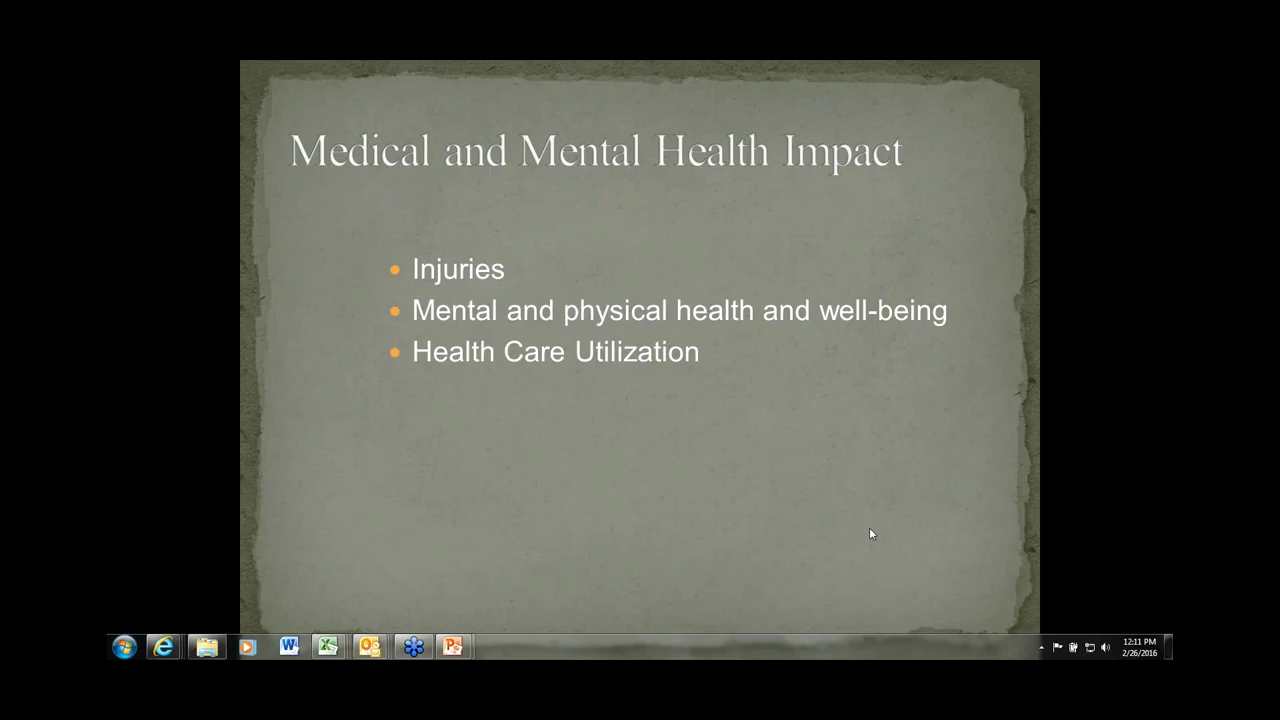 Medical and Mental Health Impact
• Injuries
• Mental and physical health and well-being
• Health Care Utilization
12:11 PM
2/26/2016